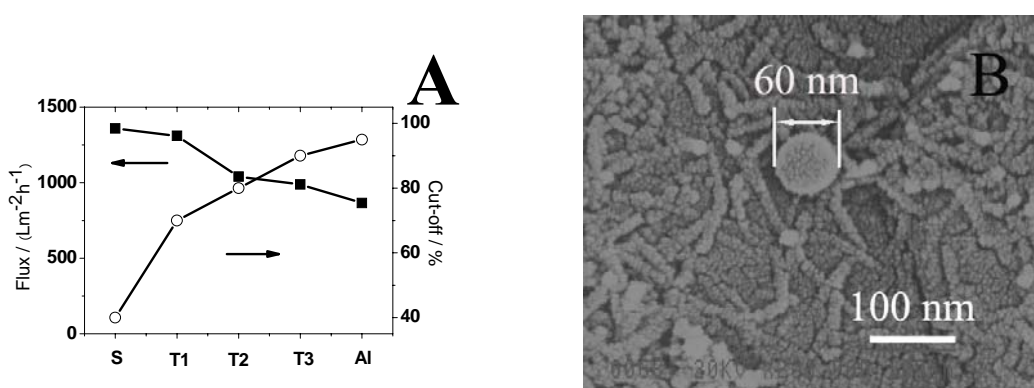 A
1500
1000
500
0
Flux / (Lm-2h-1)
100
80
60
40
Cut-off / %
S T1 T2 T3 Al
B
60 nm
100 nm